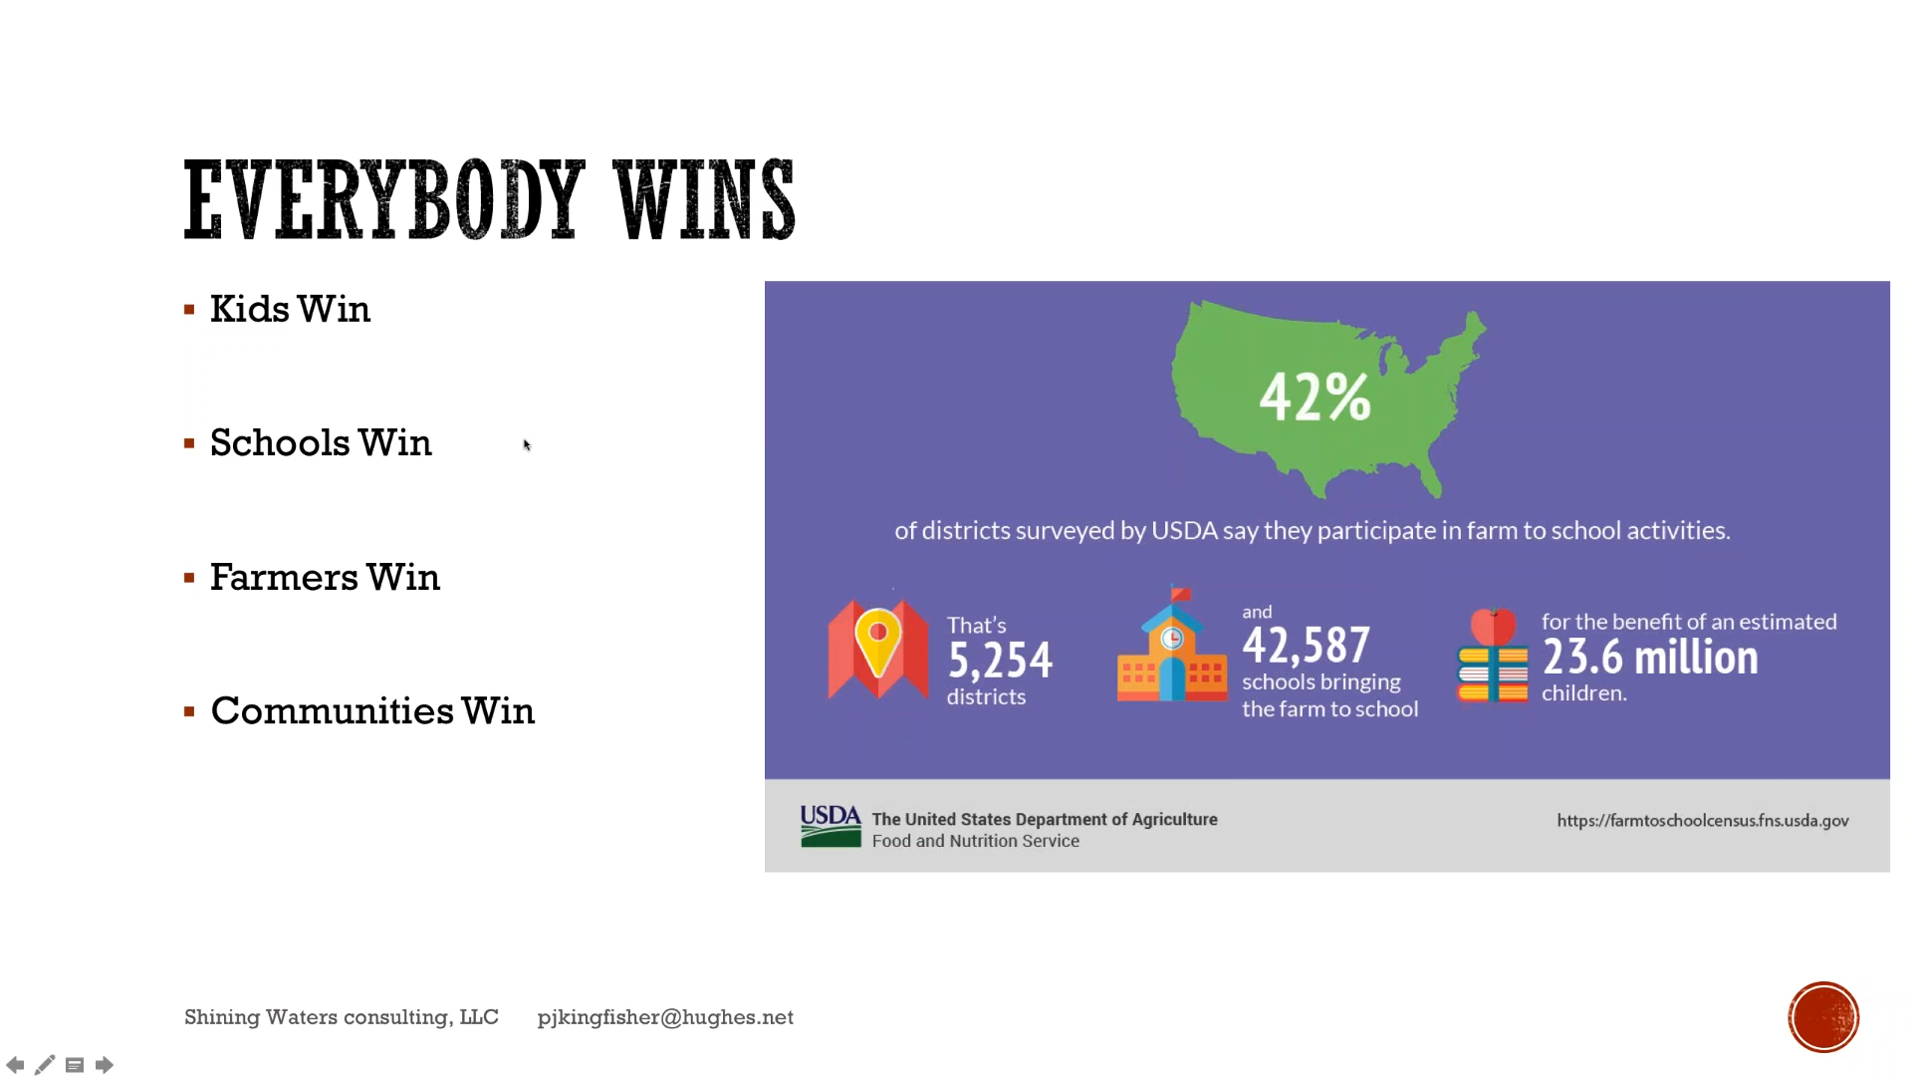 EVERYBODY WINS
Kids Win
Schools Win
Farmers Win
Communities Win
42%
of districts surveyed by USDA say they participate in farm to school activities.
That's
5,254
districts
and
42,587
schools bringing
the farm to school
for the benefit of an estimated
23.6 million
children.
USDA
The United States Department of Agriculture
Food and Nutrition Service
https://farmtoschoolcensus.fns.usda.gov
Shining Waters consulting, LLC pjkingfisher@hughes.net